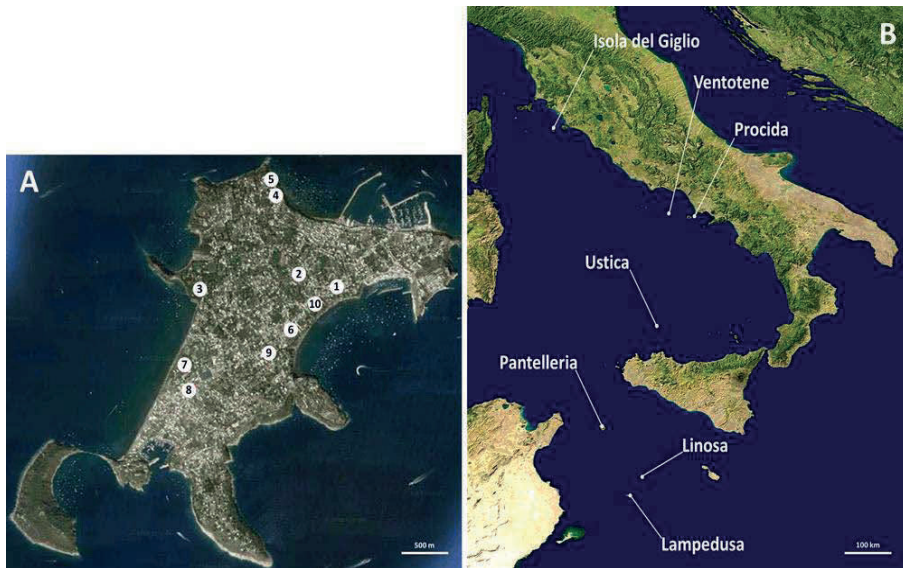 A
5
4
2
1
3
10
6
9
7
8
500 m
B
Isola del Giglio
Ventotene
Procida
Ustica
Pantelleria
Linosa
Lampedusa
100 km